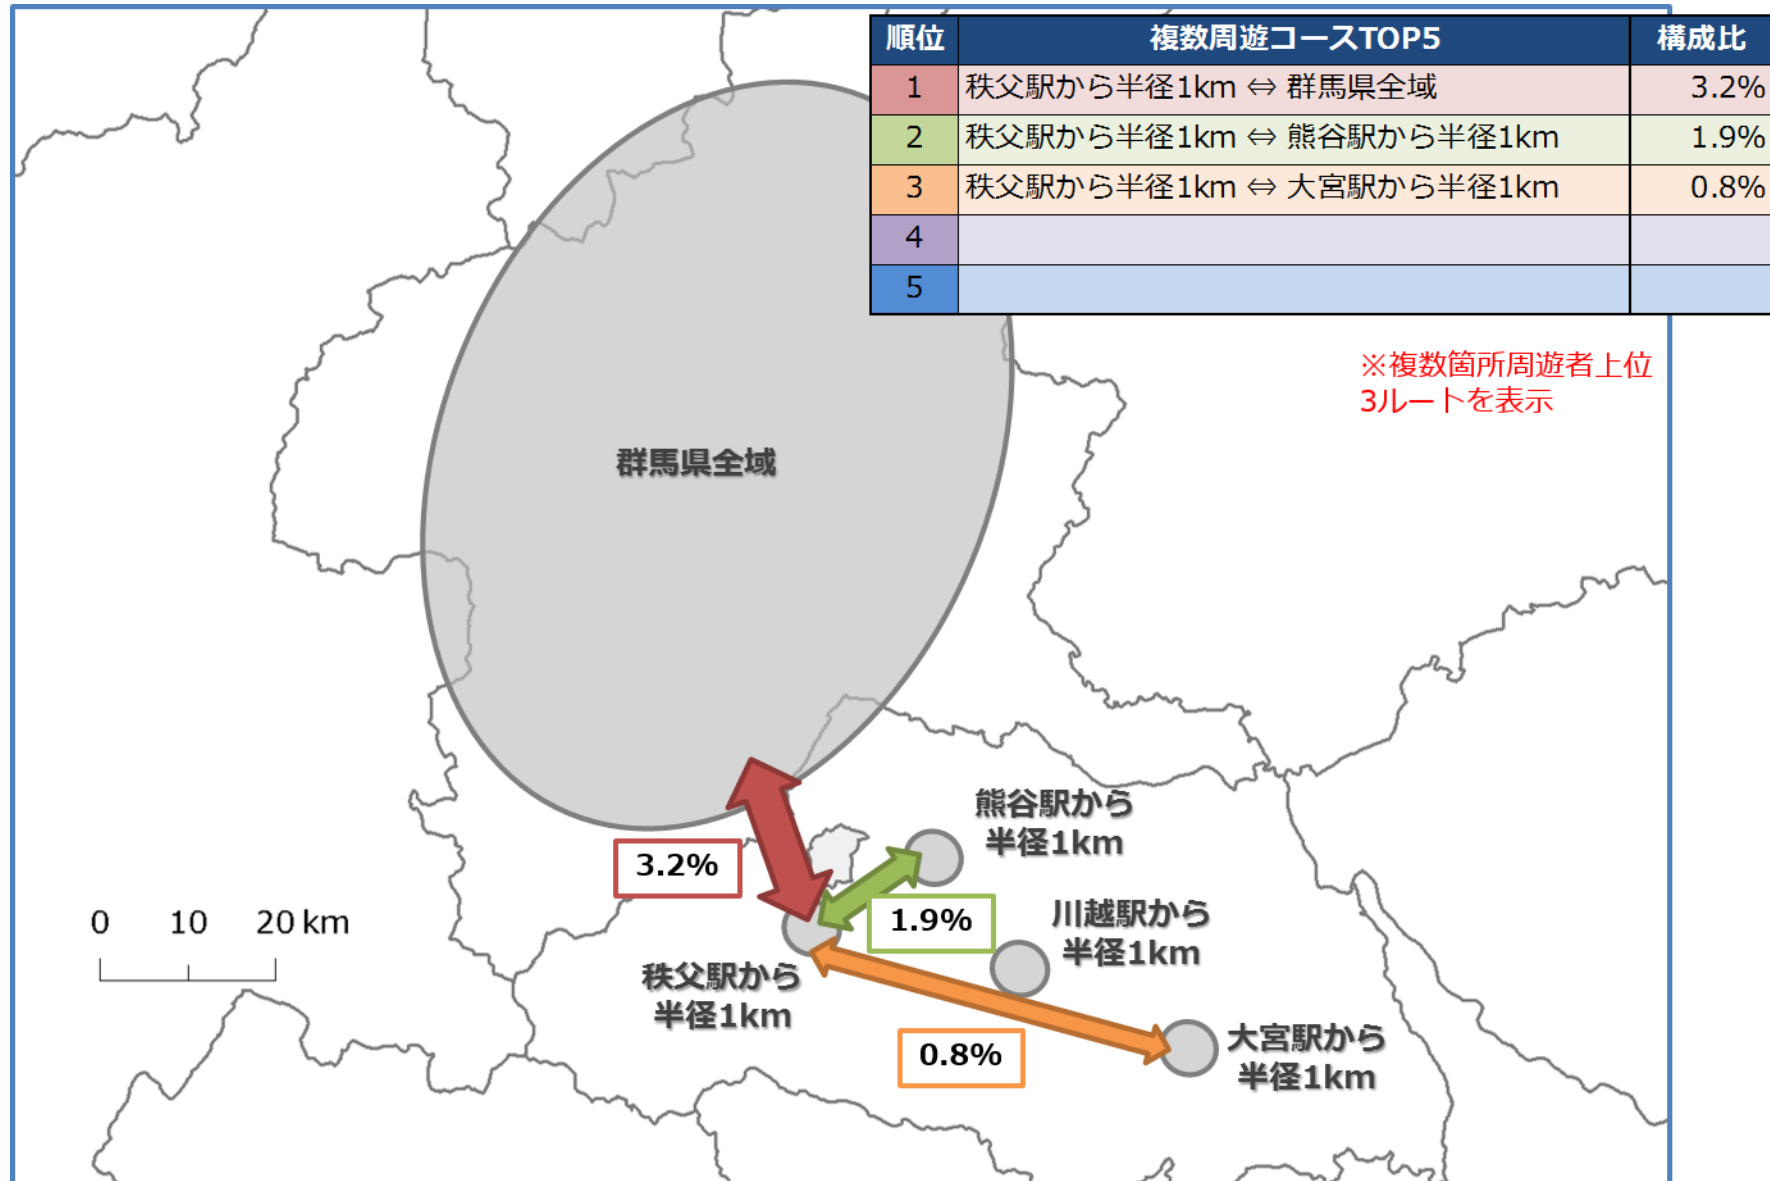 順位 複数周遊コースTOP5 構成比
1 秩父駅から半径1km ⇔ 群馬県全域 3.2%
2 秩父駅から半径1km ⇔ 熊谷駅から半径1km 1.9%
3 秩父駅から半径1km ⇔ 大宮駅から半径1km 0.8%
4
5
※複数箇所周遊者上位
3ルートを表示
群馬県全域
熊谷駅から
半径1km
3.2%
1.9%
川越駅から
半径1km
0 10 20 km
秩父駅から
半径1km
0.8%
大宮駅から
半径1km